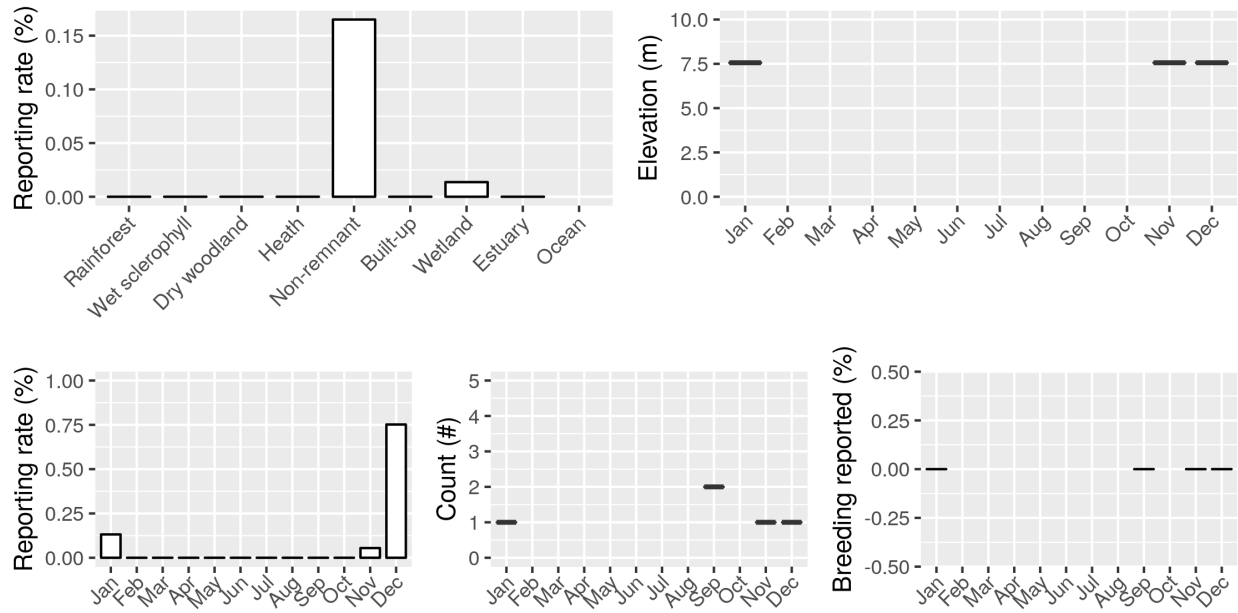 Reporting rate (%)
0.15
0.10
0.05
0.00
Rainforest
Wet sclerophyll
Dry woodland
Heath
Non-remnant
Built-up
Wetland
Estuary
Ocean
Elevation (m)
10.0
7.5
5.0
2.5
0.0
Jan
Feb
Mar
Apr
May
Jun
Jul
Aug
Sep
Oct
Nov
Dec
Reporting rate (%)
1.00
0.75
0.50
0.25
0.00
Jan
Feb
Mar
Apr
May
Jun
Jul
Aug
Sep
Oct
Nov
Dec
Count (#)
5
4
3
2
1
0
Jan
Feb
Mar
Apr
May
Jun
Jul
Aug
Sep
Oct
Nov
Dec
Breeding reported (%)
0.50
0.25
0.00
-0.25
-0.50
Jan
Feb
Mar
Apr
May
Jun
Jul
Aug
Sep
Oct
Nov
Dec